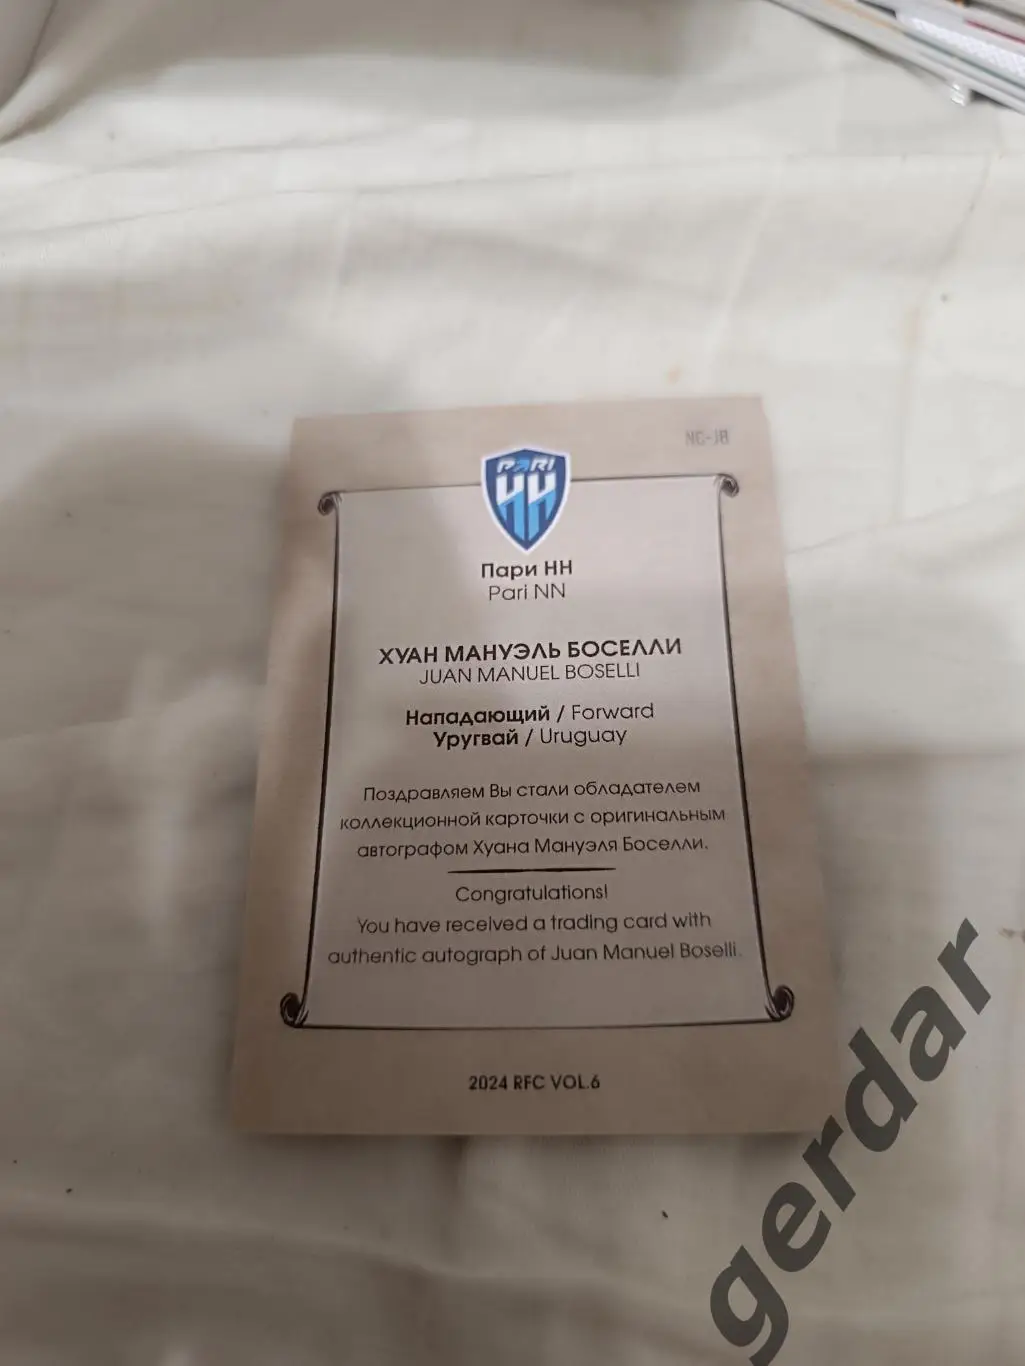 NG-JB
PARI
НН
Пари НН
Pari NN
ХУАН МАНУЭЛЬ БОСЕЛЛИ
JUAN MANUEL BOSELLI
Нападающий / Forward
Уругвай / Uruguay
Поздравляем Вы стали обладателем
коллекционной карточки с оригинальным
автографом Хуана Мануэля Боселли.
Congratulations!
You have received a trading card with
authentic autograph of Juan Manuel Boselli.
2024 RFC VOL.6
gerdar